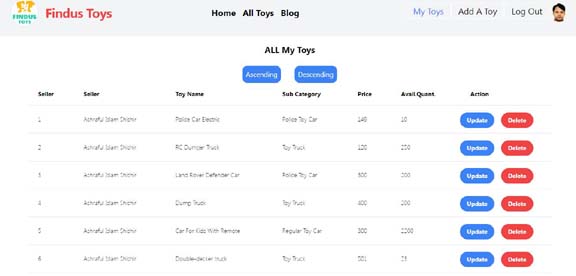 FINDUS
TOYS
Findus Toys
Home All Toys Blog
My Toys Add A Toy Log Out
ALL My Toys
Ascending Descending
Seller Seller Toy Name Sub Category Price Avail.Quant. Action
1 Ashraful Islam Shishir Police Car Electric Police Toy Car 140 10 Update Delete
2 Ashraful Islam Shishir RC Dumper Truck Toy Truck 120 250 Update Delete
3 Ashraful Islam Shishir Land Rover Defender Car Police Toy Car 500 200 Update Delete
4 Ashraful Islam Shishir Dump Truck Toy Truck 400 200 Update Delete
5 Ashraful Islam Shishir Car For Kids With Remote Regular Toy Car 300 2200 Update Delete
6 Ashraful Islam Shishir Double-decker truck Toy Truck 501 Update Delete